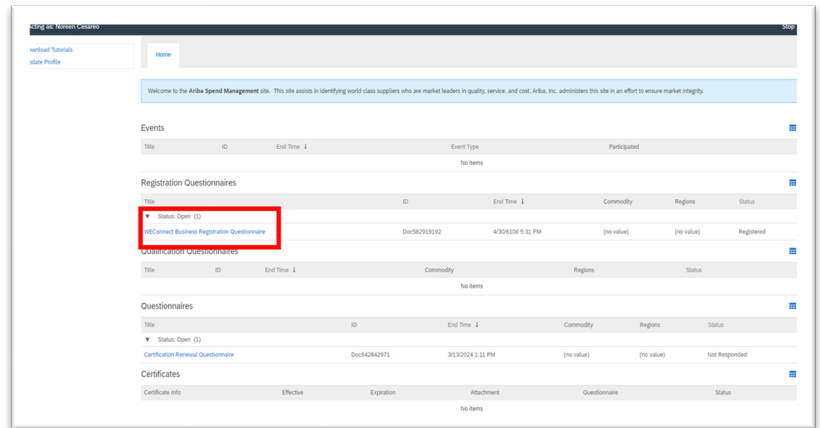 Acting as: Noreen Cesareo Stop
Download Tutorials
Update Profile
Home
Welcome to the Ariba Spend Management site. This site assists in identifying world class suppliers who are market leaders in quality, service, and cost. Ariba, Inc. administers this site in an effort to ensure market integrity.
Events
Title ID End Time ↓ Event Type Participated
No items
Registration Questionnaires
Title ID End Time ↓ Commodity Regions Status
▼ Status: Open (1)
WEConnect Business Registration Questionnaire Doc582919192 4/30/6106 5:31 PM (no value) (no value) Registered
Qualification Questionnaires
Title ID End Time ↓ Commodity Regions Status
No items
Questionnaires
Title ID End Time ↓ Commodity Regions Status
▼ Status: Open (1)
Certification Renewal Questionnaire Doc642842971 3/13/2024 1:11 PM (no value) (no value) Not Responded
Certificates
Certificate Info Effective Expiration Attachment Questionnaire Status
No items